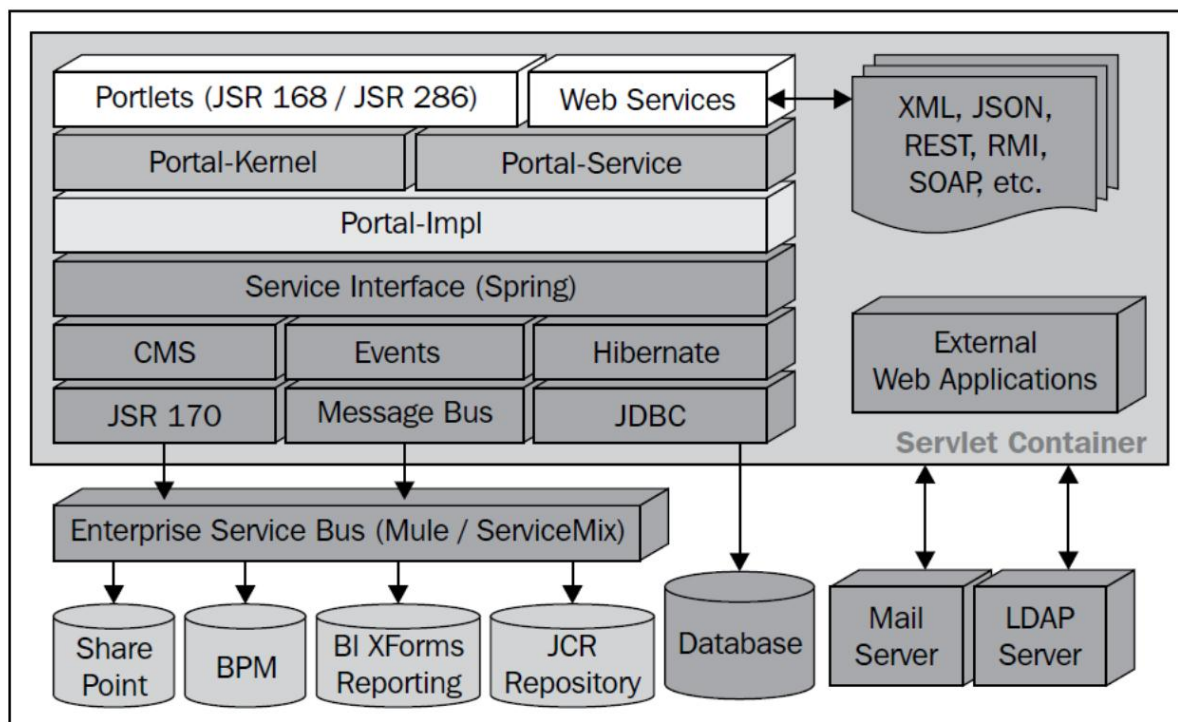 Portlets (JSR 168 / JSR 286)
Web Services
XML, JSON,
REST, RMI,
SOAP, etc.
Portal-Kernel
Portal-Service
Portal-Impl
Service Interface (Spring)
CMS
Events
Hibernate
External
Web Applications
JSR 170
Message Bus
JDBC
Servlet Container
Enterprise Service Bus (Mule / ServiceMix)
Share
Point
BPM
BI XForms
Reporting
JCR
Repository
Database
Mail
Server
LDAP
Server